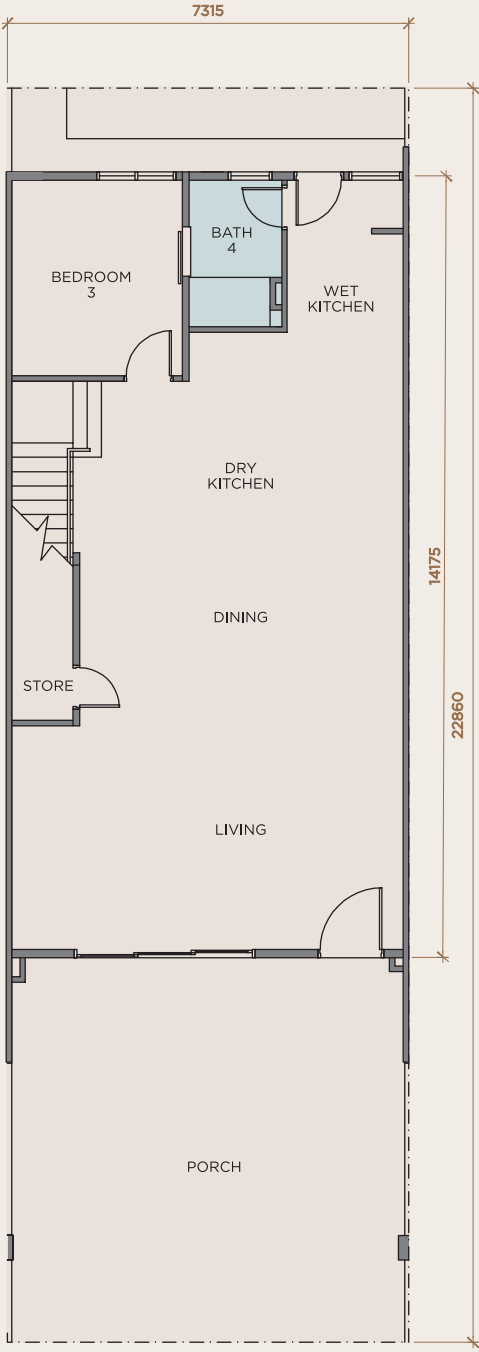 7315
BATH
4
BEDROOM
3
WET
KITCHEN
DRY
KITCHEN
14175
DINING
STORE
22860
LIVING
PORCH